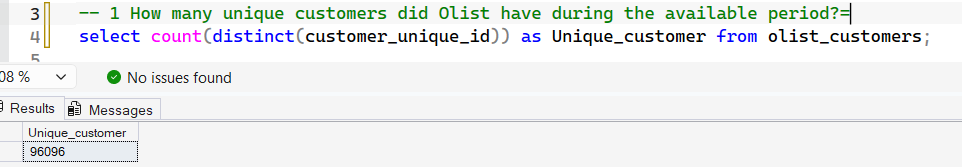 3 -- 1 How many unique customers did Olist have during the available period?=
4 select count(distinct(customer_unique_id)) as Unique_customer from olist_customers;
5
08 % No issues found
Results Messages
Unique_customer
96096